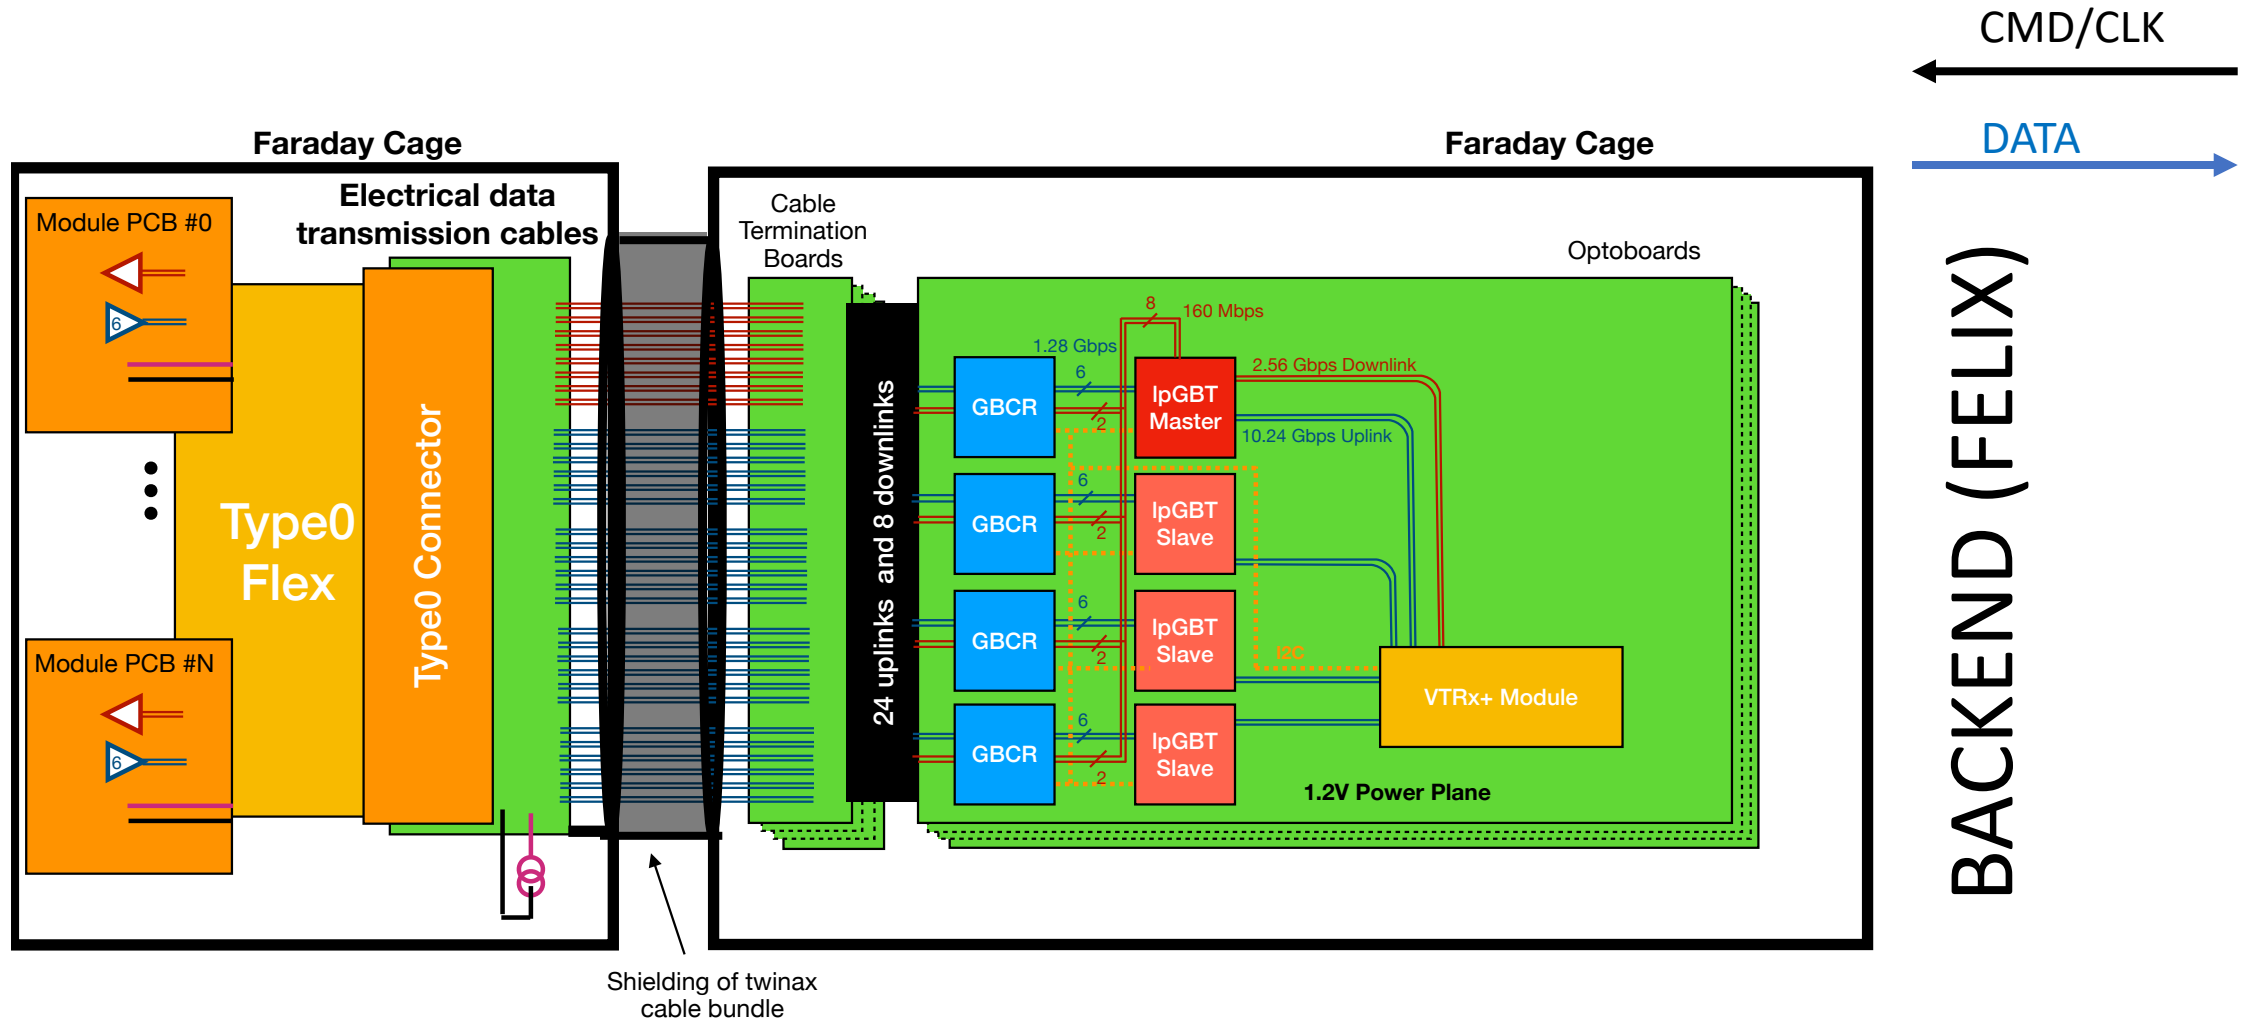 CMD/CLK
DATA
Faraday Cage
Faraday Cage
Electrical data
transmission cables
Module PCB #0
6
Type0
Flex
Type0 Connector
Module PCB #N
6
Cable
Termination
Boards
24 uplinks and 8 downlinks
Optoboards
8
160 Mbps
1.28 Gbps
6
2
GBCR
lpGBT
Master
2.56 Gbps Downlink
10.24 Gbps Uplink
6
2
GBCR
lpGBT
Slave
6
2
GBCR
lpGBT
Slave
I2C
6
2
GBCR
lpGBT
Slave
VTRx+ Module
1.2V Power Plane
BACKEND (FELIX)
Shielding of twinax
cable bundle